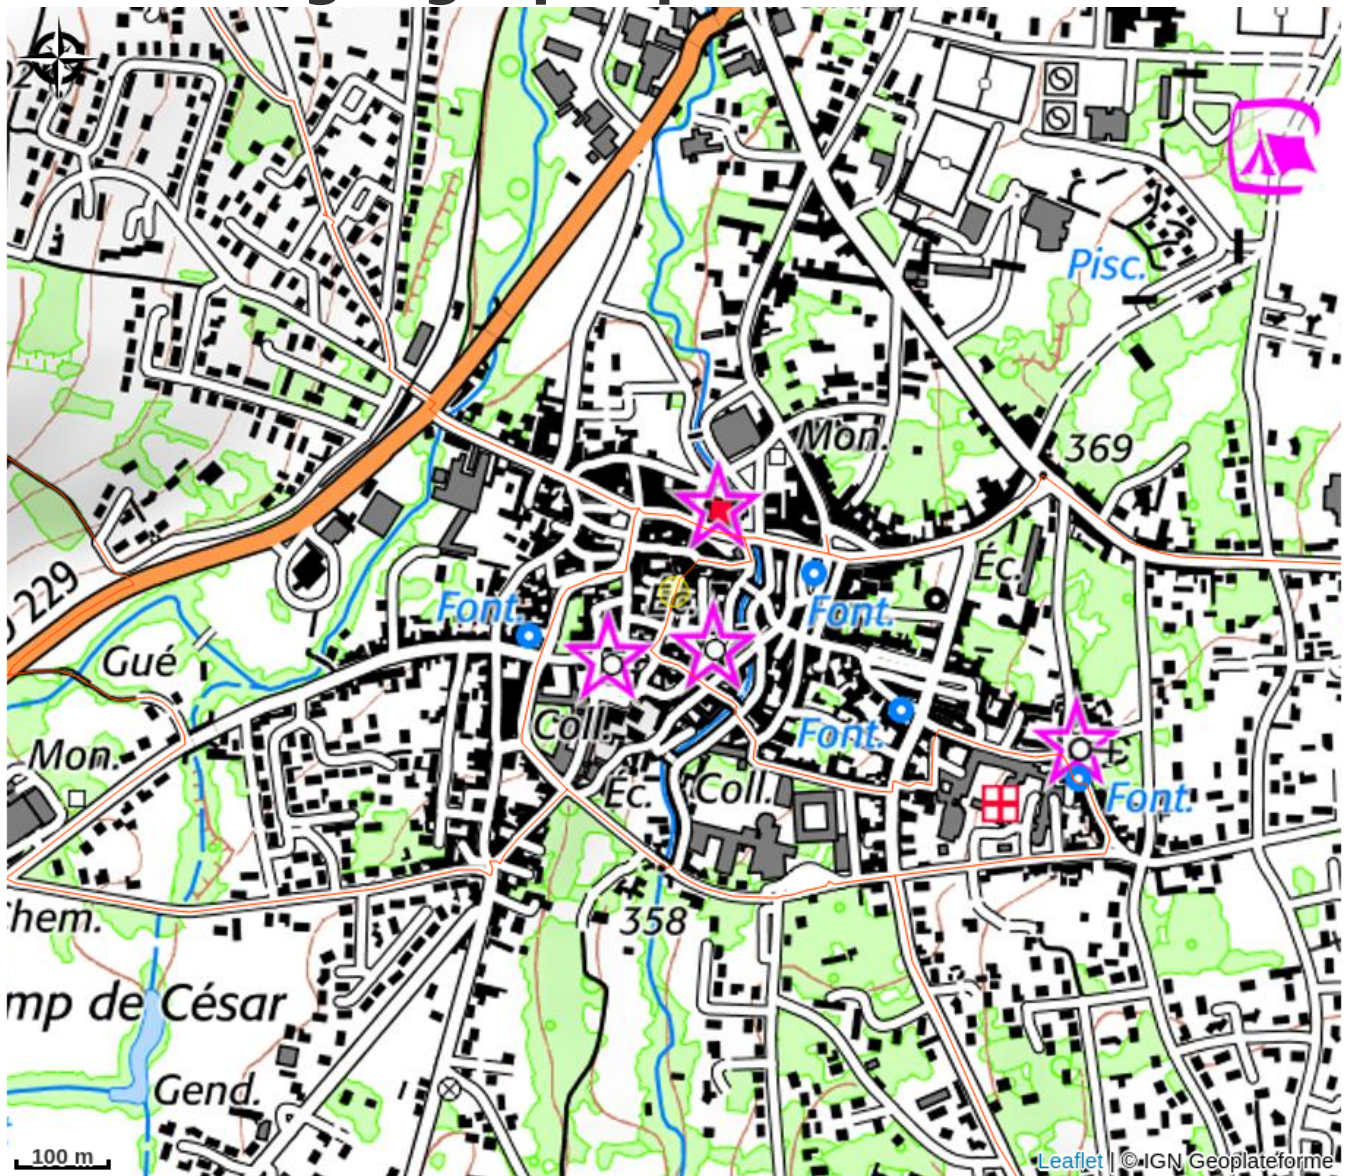 Pisc.
Mon.
369
Éc.
229
Font.
Font.
Gué
Font.
Coll.
Mon.
Éc.
Coll.
Font.
hem.
358
mp de César
Gend.
100 m
Leaflet | © IGN Geoplateforme